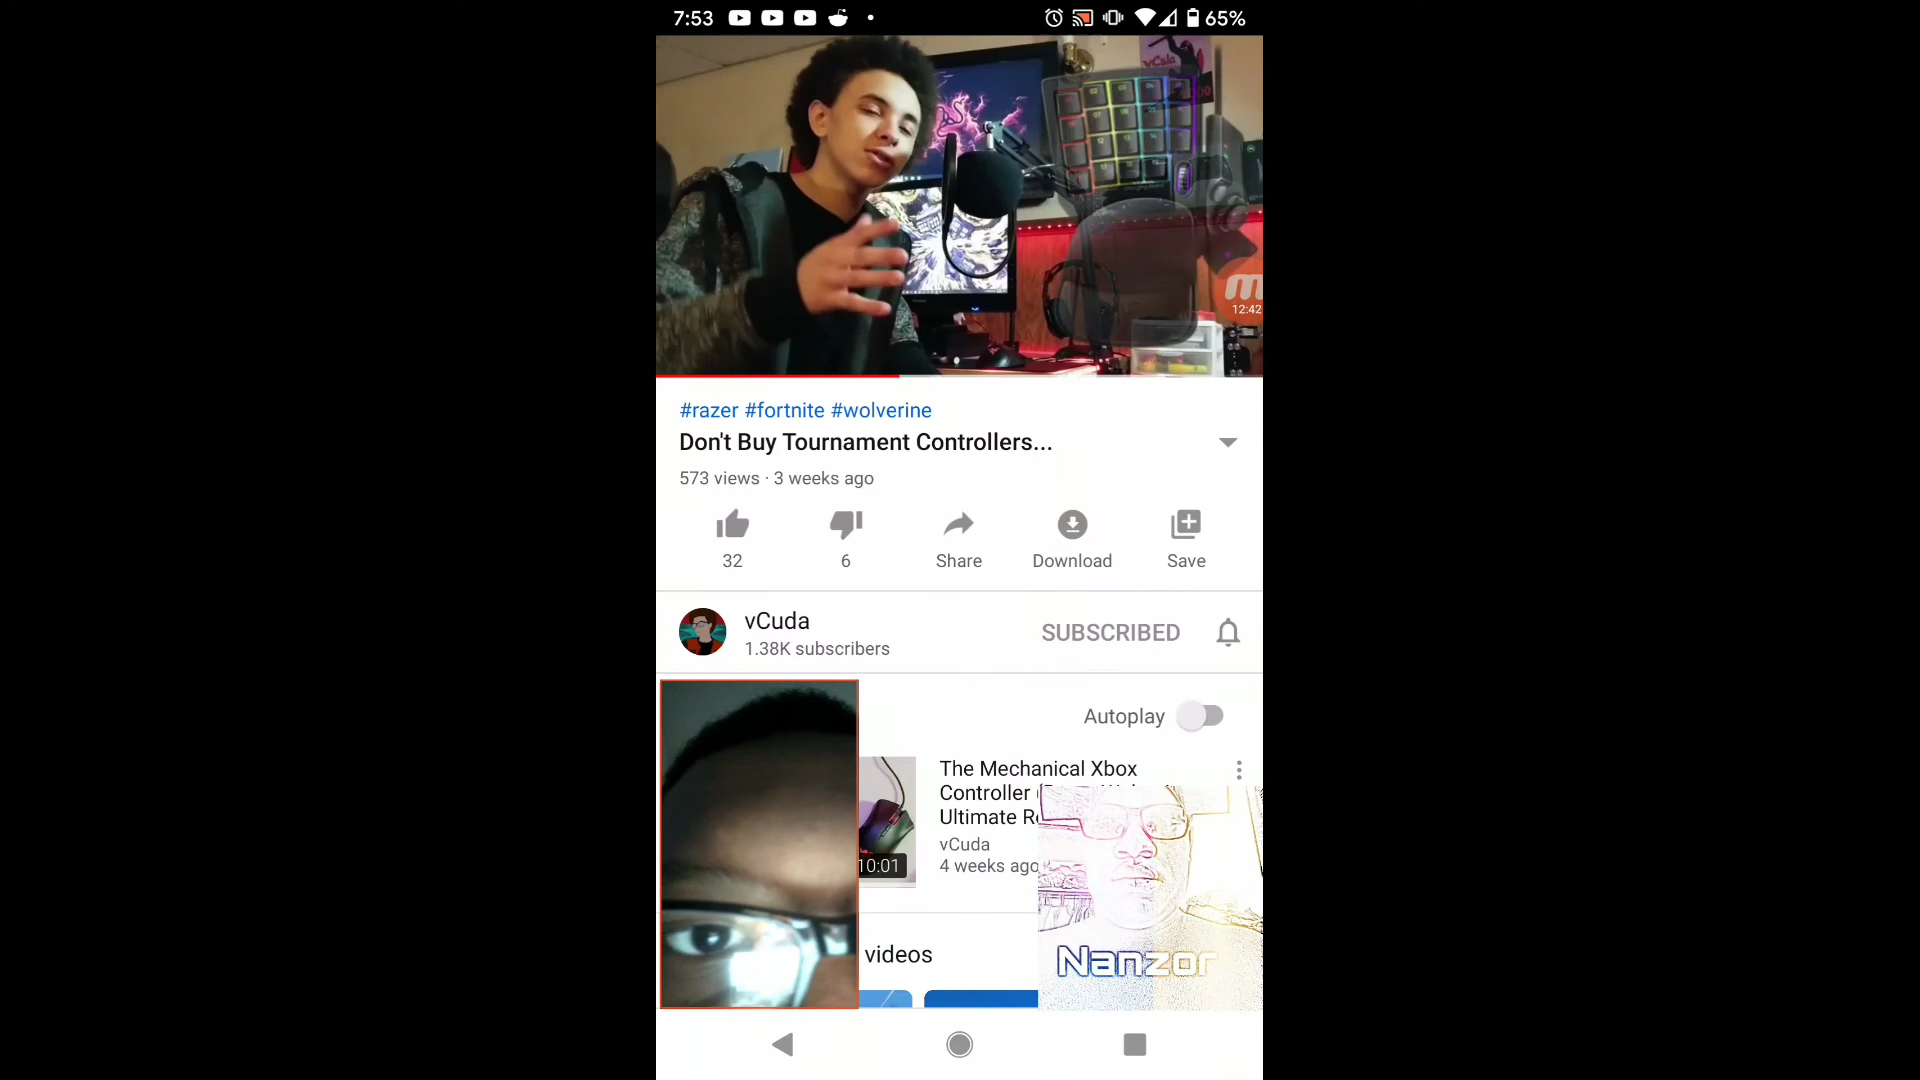 7:53
65%
vCuda
12:42
#razer #fortnite #wolverine
Don't Buy Tournament Controllers...
573 views · 3 weeks ago
32
6
Share
Download
Save
vCuda
1.38K subscribers
SUBSCRIBED
Autoplay
The Mechanical Xbox
Controller
Ultimate
vCuda
4 weeks ago
10:01
videos
Nanzor